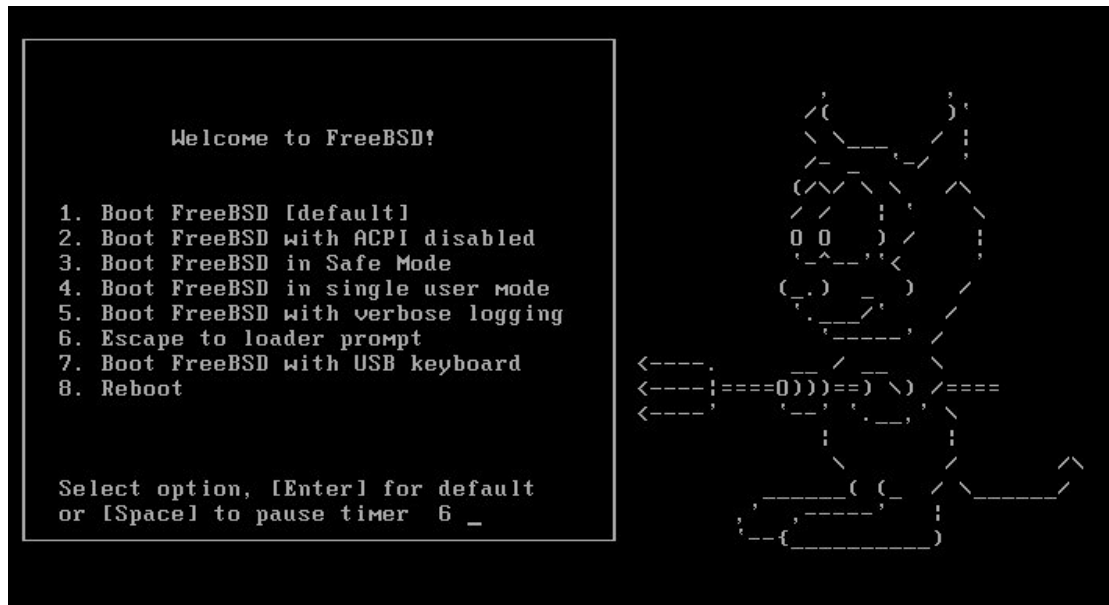 Welcome to FreeBSD!
1. Boot FreeBSD [default]
2. Boot FreeBSD with ACPI disabled
3. Boot FreeBSD in Safe Mode
4. Boot FreeBSD in single user mode
5. Boot FreeBSD with verbose logging
6. Escape to loader prompt
7. Boot FreeBSD with USB keyboard
8. Reboot
Select option, [Enter] for default
or [Space] to pause timer  6 _